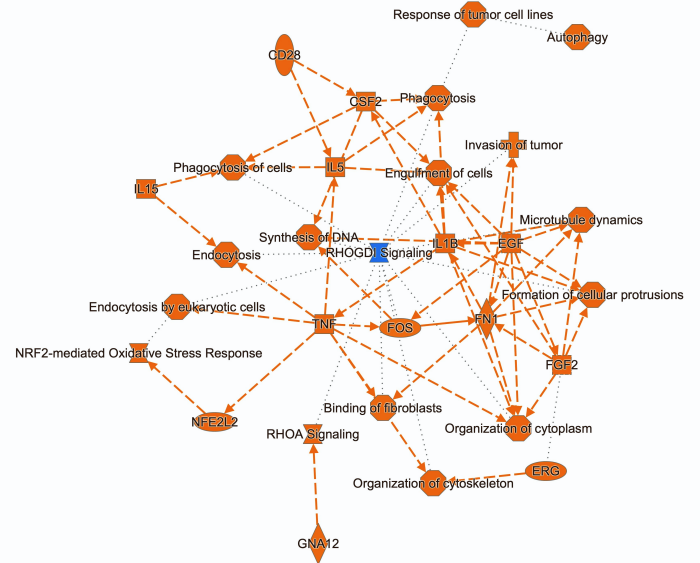 Response of tumor cell lines
Autophagy
CD28
CSF2
Phagocytosis
Invasion of tumor
Phagocytosis of cells
IL5
Engulfment of cells
IL15
Microtubule dynamics
Synthesis of DNA
IL1B
EGF
Endocytosis
RHOGDI Signaling
Formation of cellular protrusions
Endocytosis by eukaryotic cells
TNF
FOS
FN1
NRF2-mediated Oxidative Stress Response
FGF2
Binding of fibroblasts
NFE2L2
RHOA Signaling
Organization of cytoplasm
ERG
Organization of cytoskeleton
GNA12